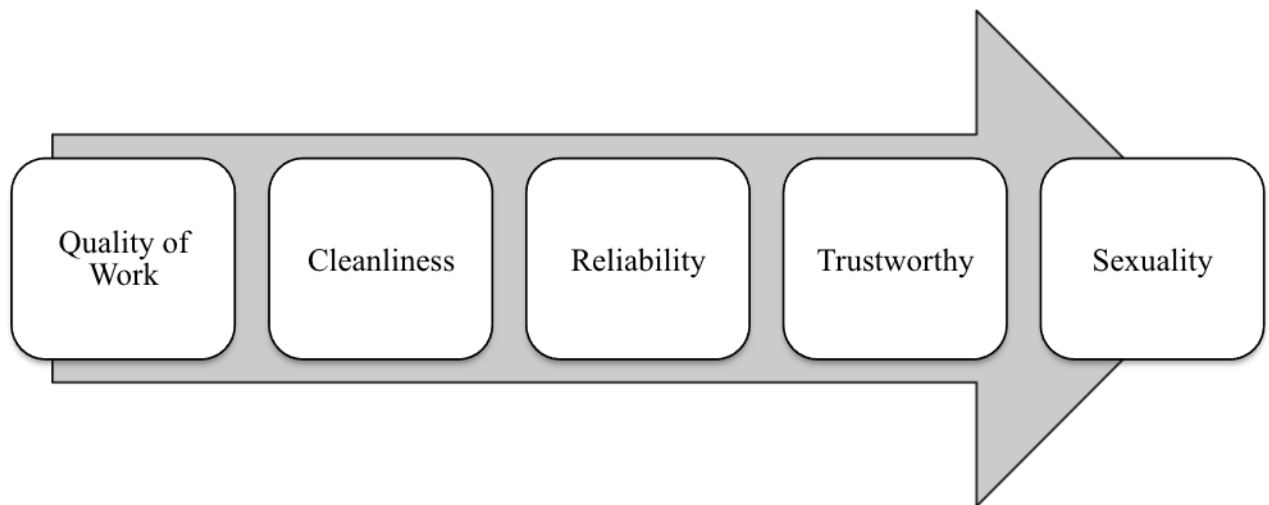 Quality of
Work
Cleanliness
Reliability
Trustworthy
Sexuality